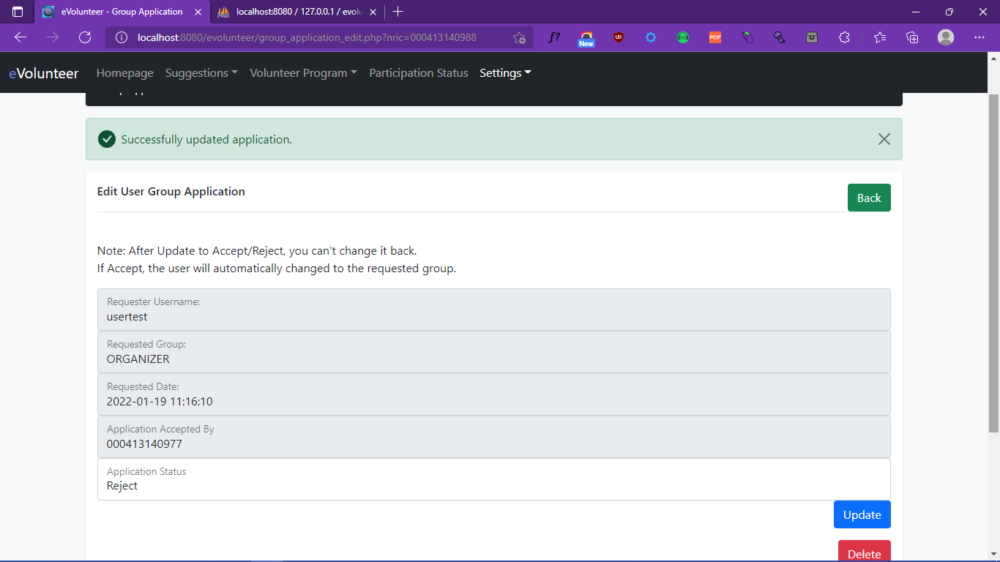 eVolunteer - Group Application
localhost:8080 / 127.0.0.1 / evolu
localhost:8080/evolunteer/group_application_edit.php?nric=000413140988
f?
New
UD
PDF
eVolunteer
Homepage
Suggestions
Volunteer Program
Participation Status
Settings
Successfully updated application.
Edit User Group Application
Back
Note: After Update to Accept/Reject, you can't change it back.
If Accept, the user will automatically changed to the requested group.
Requester Username:
usertest
Requested Group:
ORGANIZER
Requested Date:
2022-01-19 11:16:10
Application Accepted By
000413140977
Application Status
Reject
Update
Delete